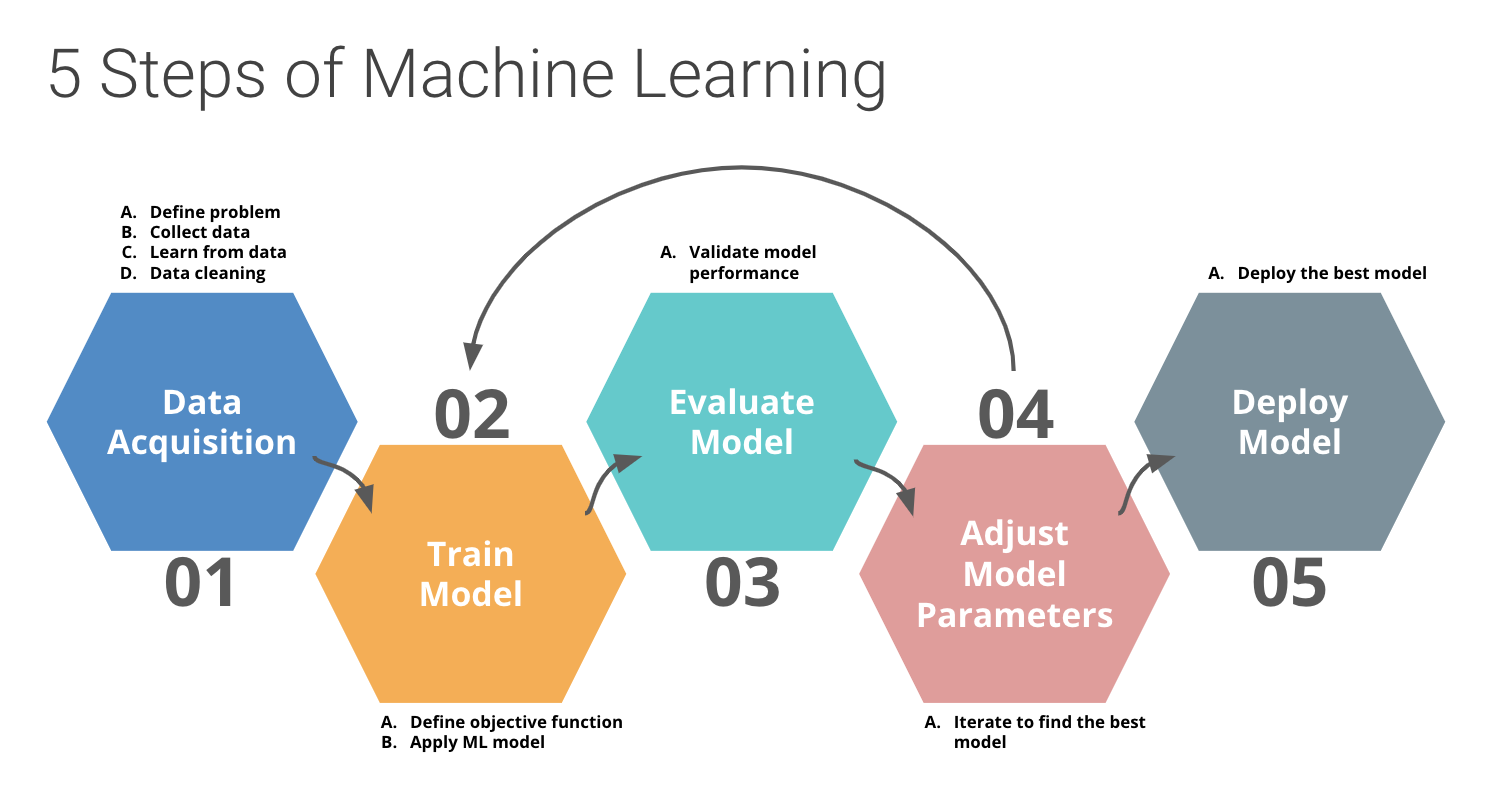 5 Steps of Machine Learning
A. Define problem
B. Collect data
C. Learn from data
D. Data cleaning
Data
Acquisition
01
02
Train
Model
A. Define objective function
B. Apply ML model
A. Validate model
performance
Evaluate
Model
03
04
Adjust
Model
Parameters
A. Iterate to find the best
model
A. Deploy the best model
Deploy
Model
05